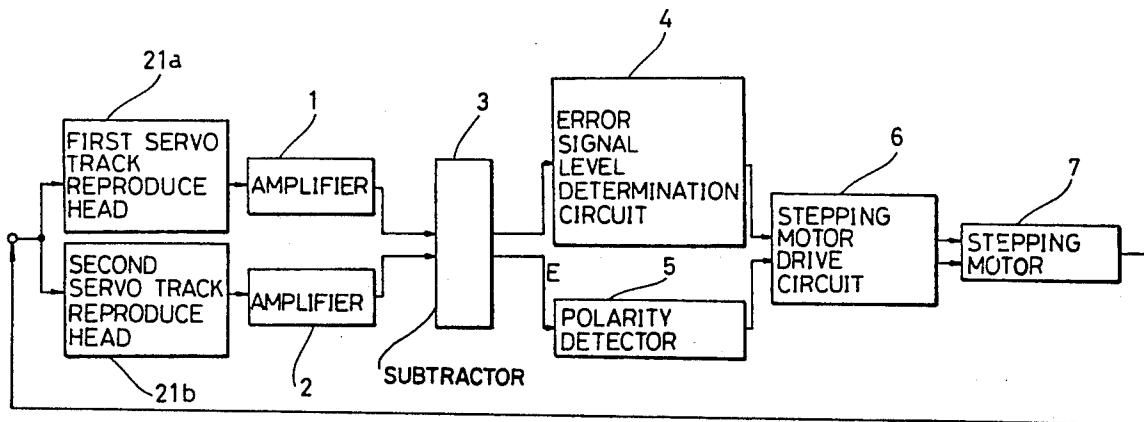 21a
FIRST SERVO
TRACK
REPRODUCE
HEAD
1
AMPLIFIER
3
4
ERROR
SIGNAL
LEVEL
DETERMINATION
CIRCUIT
6
STEPPING
MOTOR
DRIVE
CIRCUIT
7
STEPPING
MOTOR
SECOND
SERVO TRACK
REPRODUCE
HEAD
21b
AMPLIFIER
2
SUBTRACTOR
E
5
POLARITY
DETECTOR